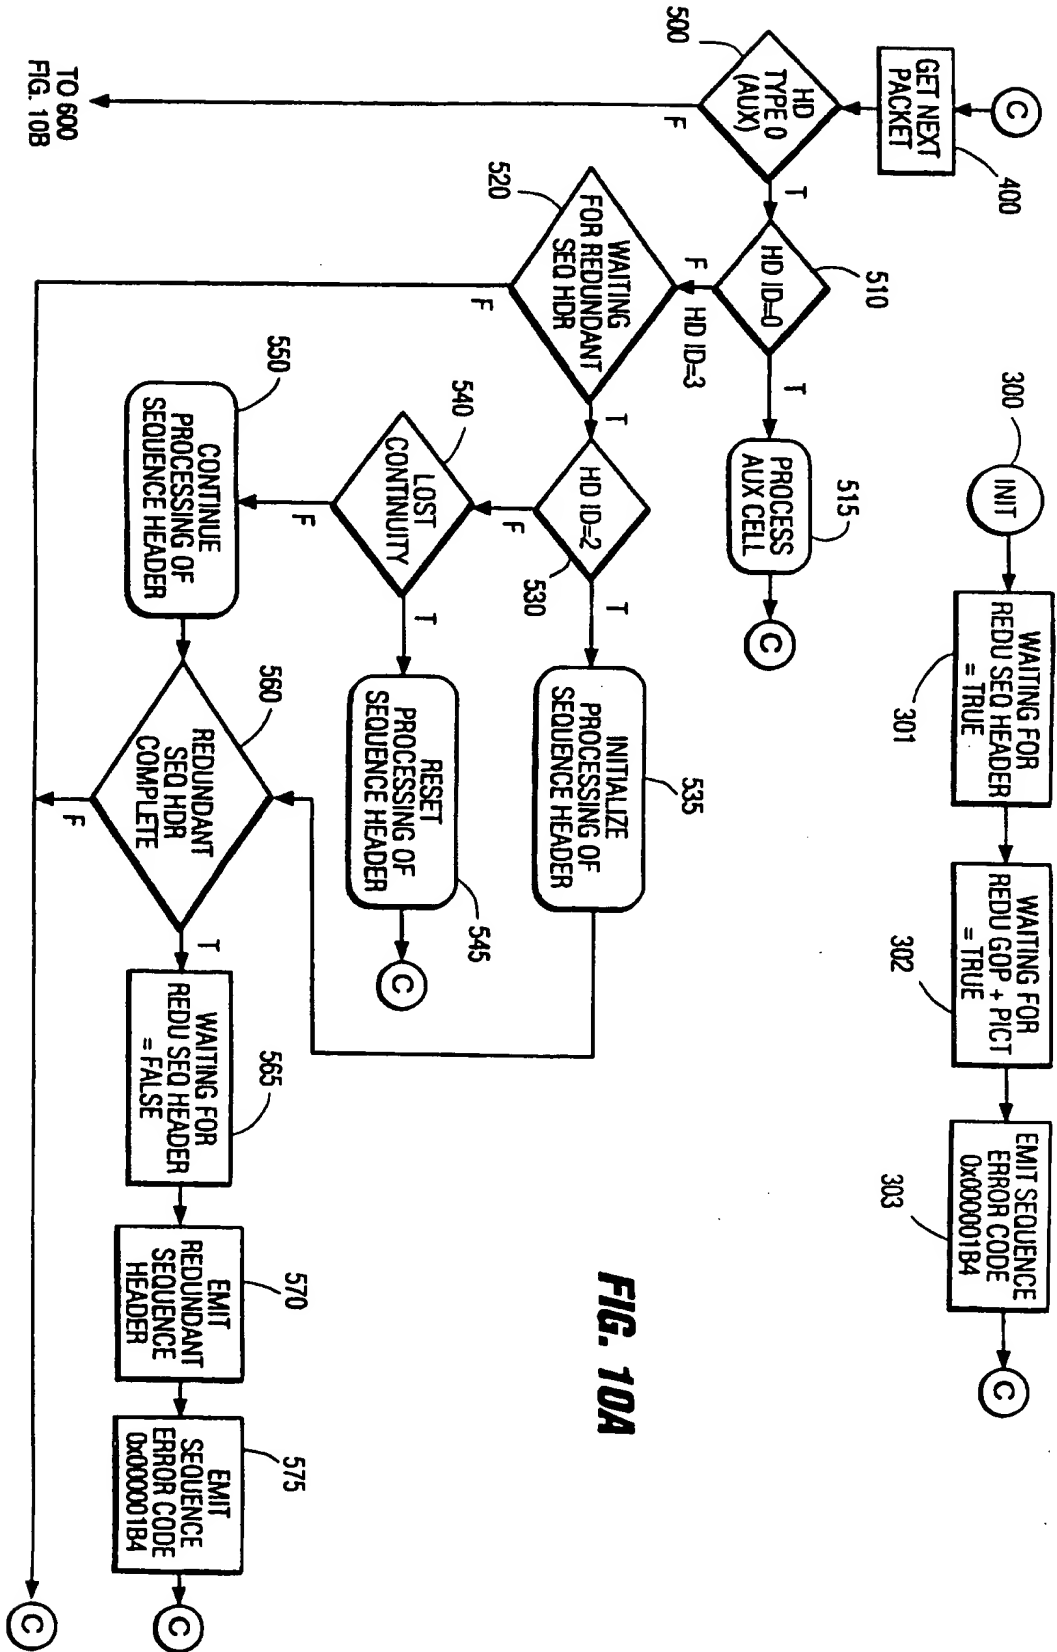 300
INIT
WAITING FOR
REDU SEQ HEADER
= TRUE
301
WAITING FOR
REDU GOP + PICT
= TRUE
302
EMIT SEQUENCE
ERROR CODE
0x000001B4
303
C
C
GET NEXT
PACKET
400
500
HD
TYPE 0
(AUX)
T
F
TO 600
FIG. 10B
510
HD ID=0
T
F
HD ID=3
515
PROCESS
AUX CELL
C
520
WAITING
FOR REDUNDANT
SEQ HDR
T
F
HD ID=2
530
T
F
535
INITIALIZE
PROCESSING OF
SEQUENCE HEADER
540
LOST
CONTINUITY
T
F
RESET
PROCESSING OF
SEQUENCE HEADER
545
C
550
CONTINUE
PROCESSING OF
SEQUENCE HEADER
560
REDUNDANT
SEQ HDR
COMPLETE
T
F
565
WAITING FOR
REDU SEQ HEADER
= FALSE
570
EMIT
REDUNDANT
SEQUENCE
HEADER
575
EMIT
SEQUENCE
ERROR CODE
0x000001B4
C
C
FIG. 10A